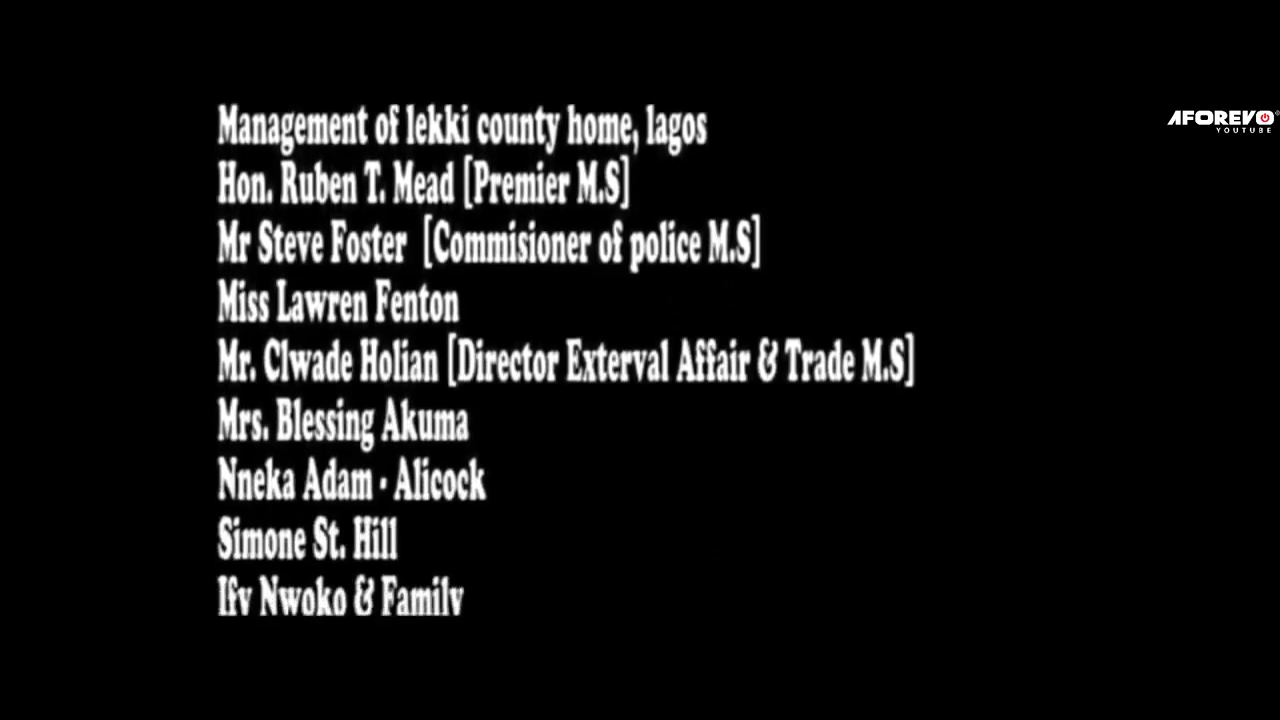 Management of lekki county home, lagos
AFOREVO
YOUTUBE
Hon. Ruben T. Mead [Premier M.S]
Mr Steve Foster [Commisioner of police M.S]
Miss Lawren Fenton
Mr. Clwade Holian [Director Exterval Affair & Trade M.S]
Mrs. Blessing Akuma
Nneka Adam - Alicock
Simone St. Hill
Ify Nwoko & Family